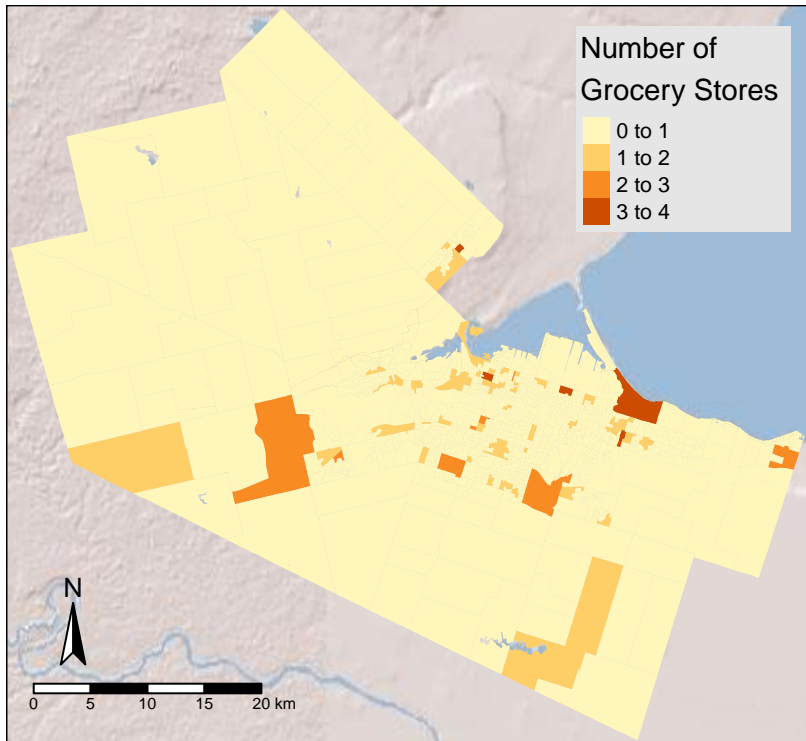 Number of
Grocery Stores
0 to 1
1 to 2
2 to 3
3 to 4
N
0 5 10 15 20 km